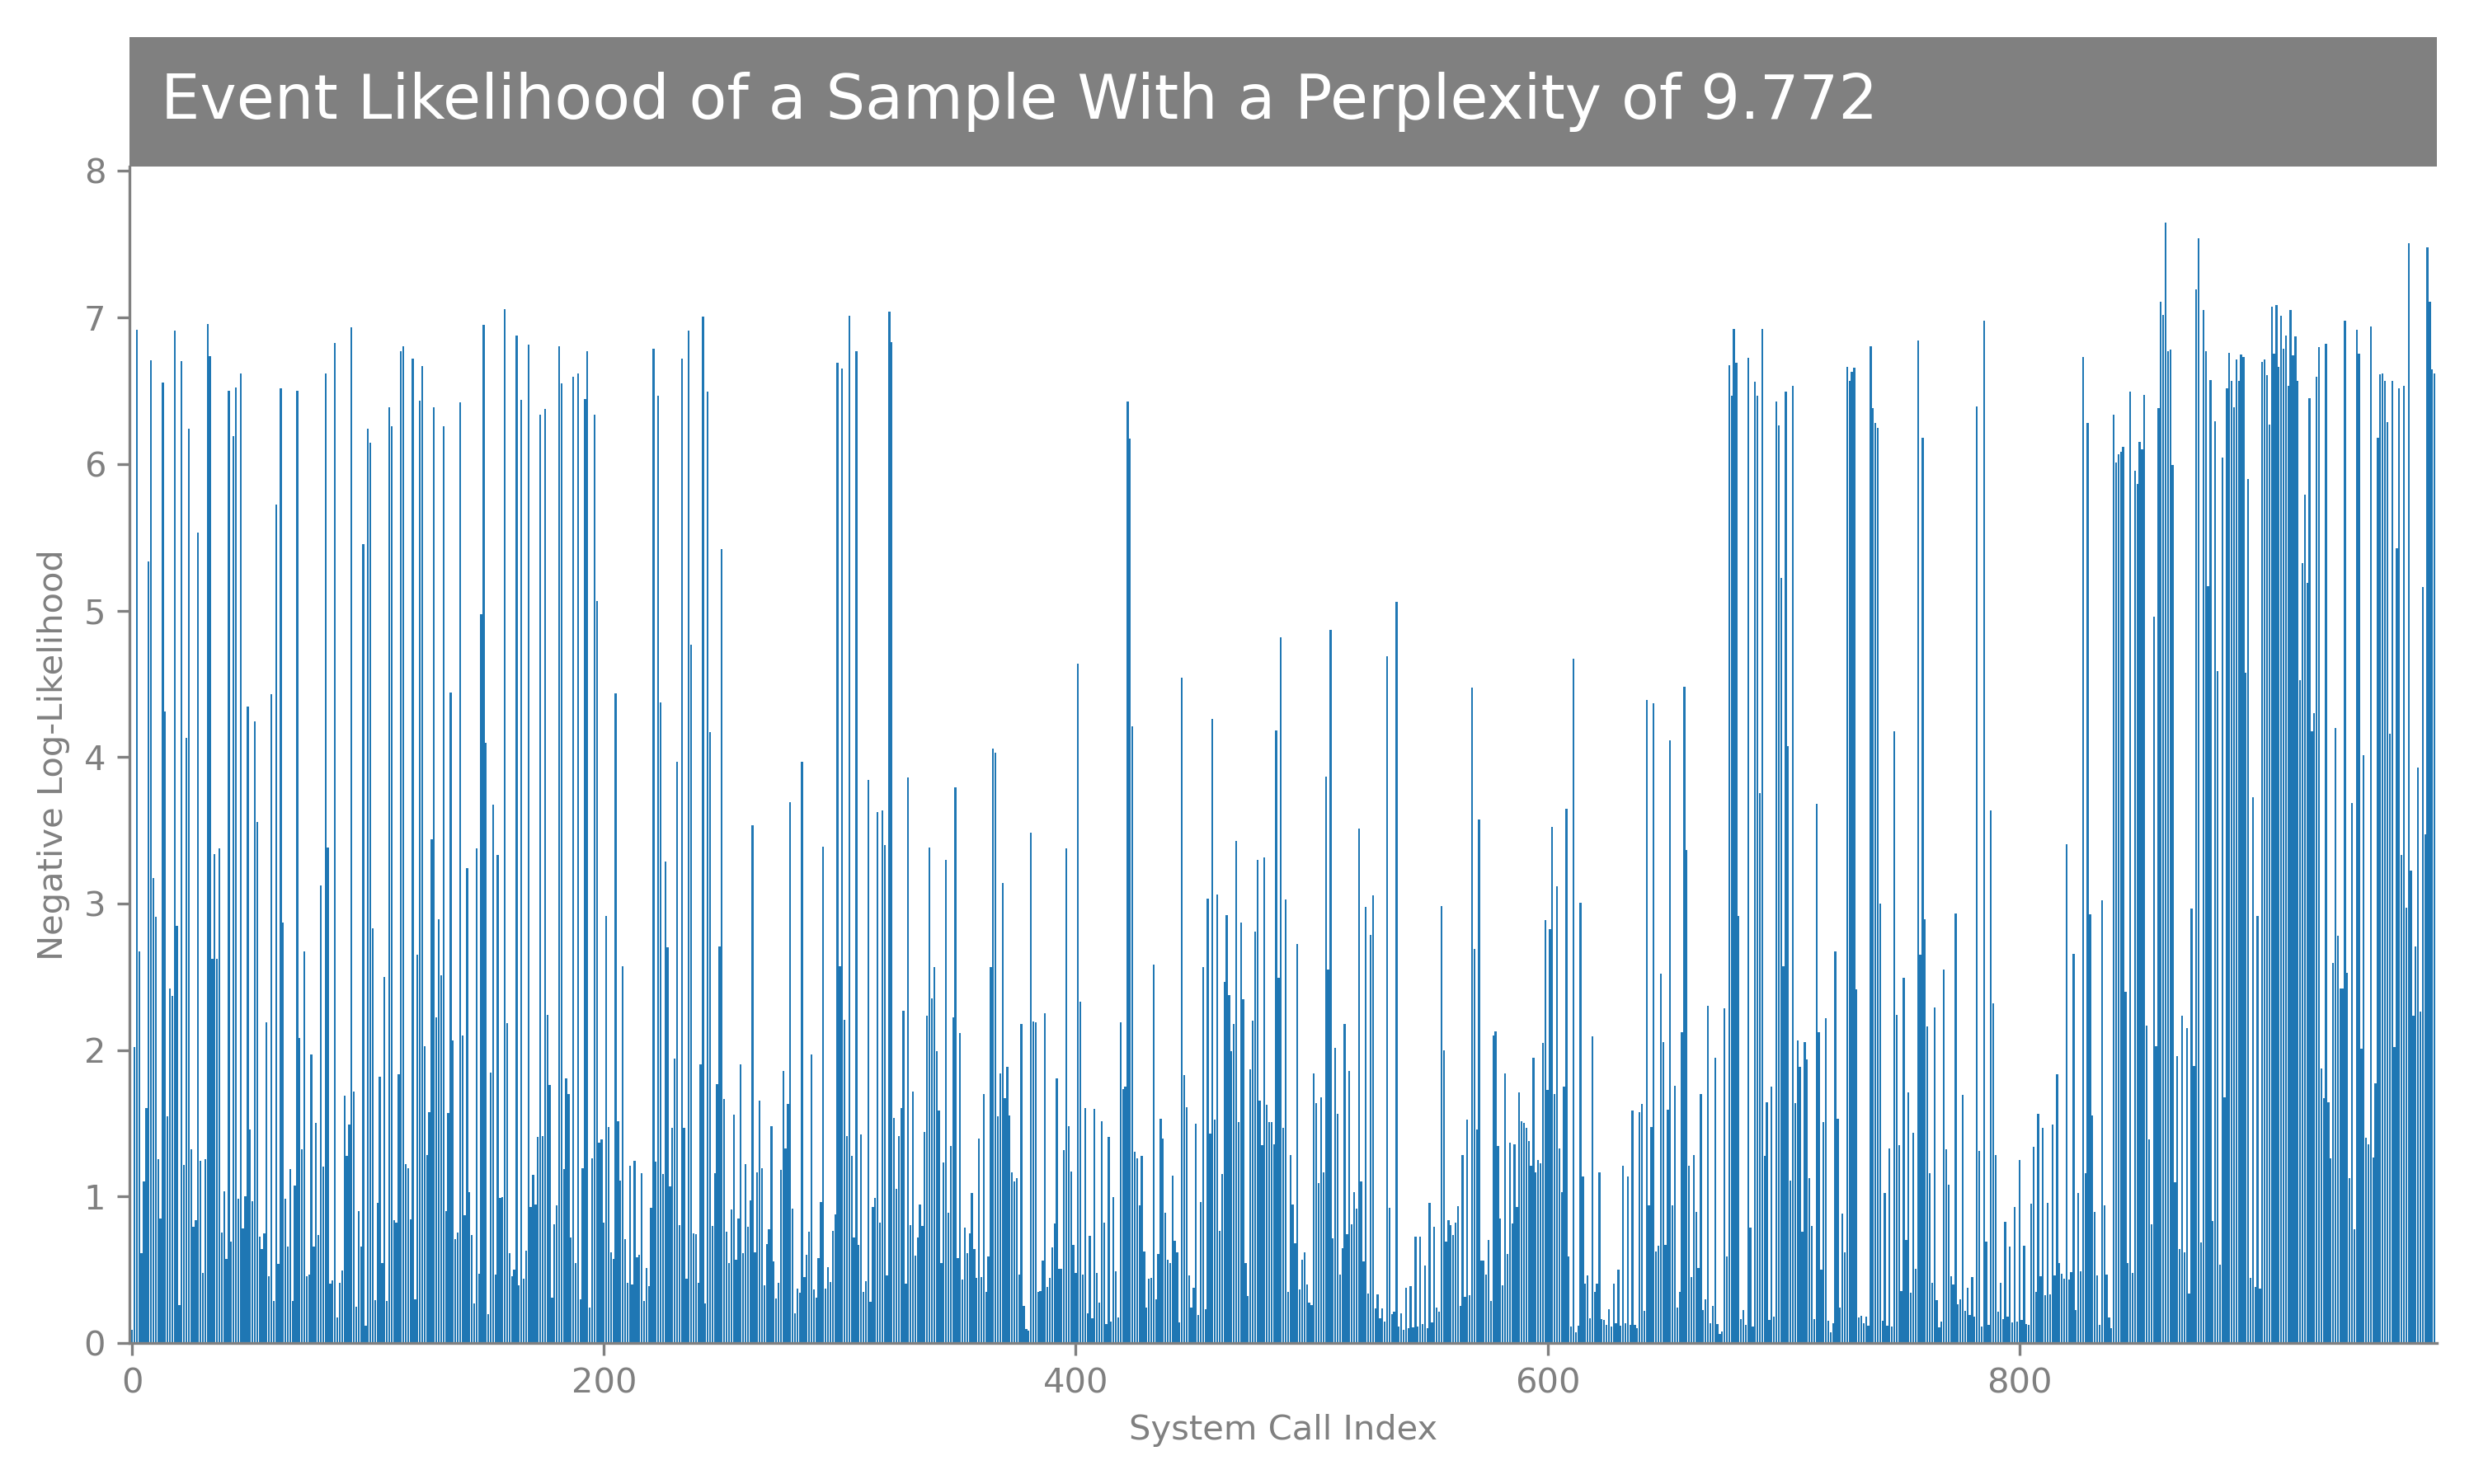 Event Likelihood of a Sample With a Perplexity of 9.772
8
7
6
5
4
3
2
1
0
Negative Log-Likelihood
0 200 400 600 800
System Call Index